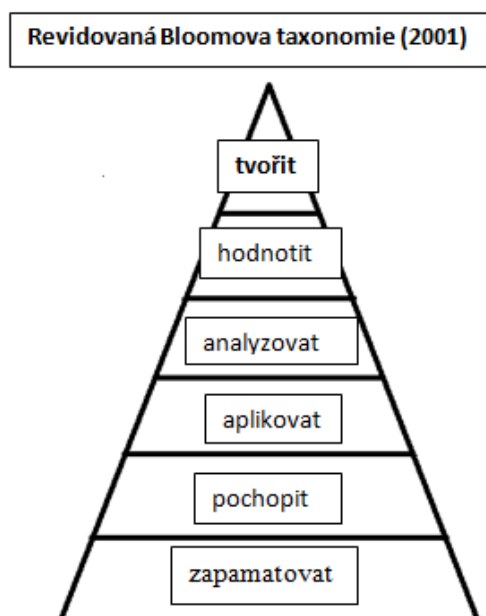 Revidovaná Bloomova taxonomie (2001)
tvořit
hodnotit
analyzovat
aplikovat
pochopit
zapamatovat